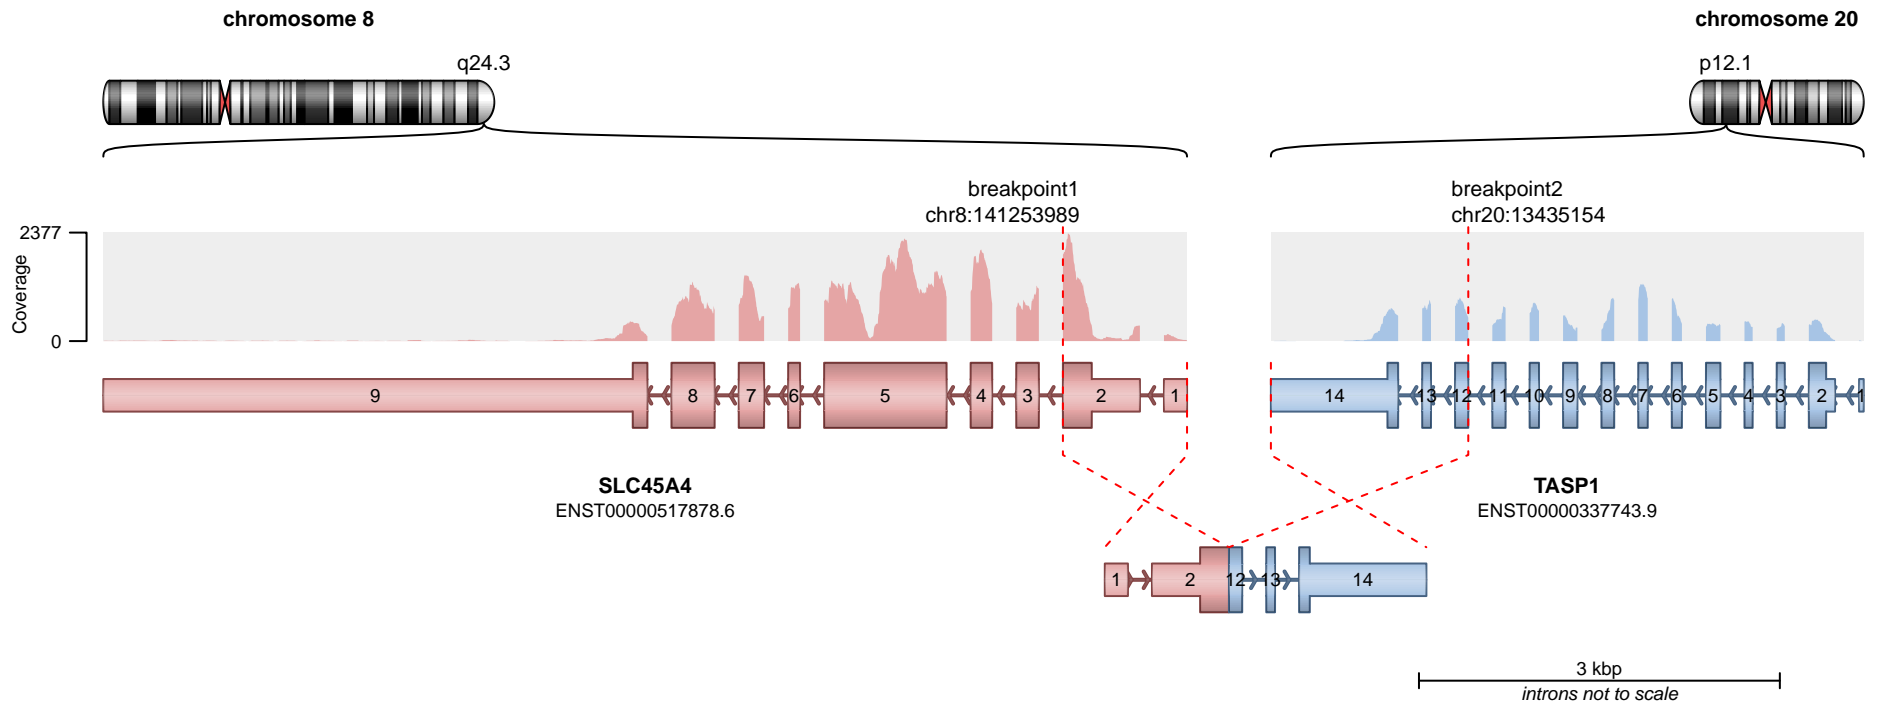 chromosome 8
chromosome 20
q24.3
p12.1
breakpoint1
chr8:141253989
breakpoint2
chr20:13435154
2377
Coverage
0
9 8 7 6 5 4 3 2 1
14 13 12 11 10 9 8 7 6 5 4 3 2 1
SLC45A4
ENST00000517878.6
TASP1
ENST00000337743.9
1 2 12 13 14
3 kbp
introns not to scale